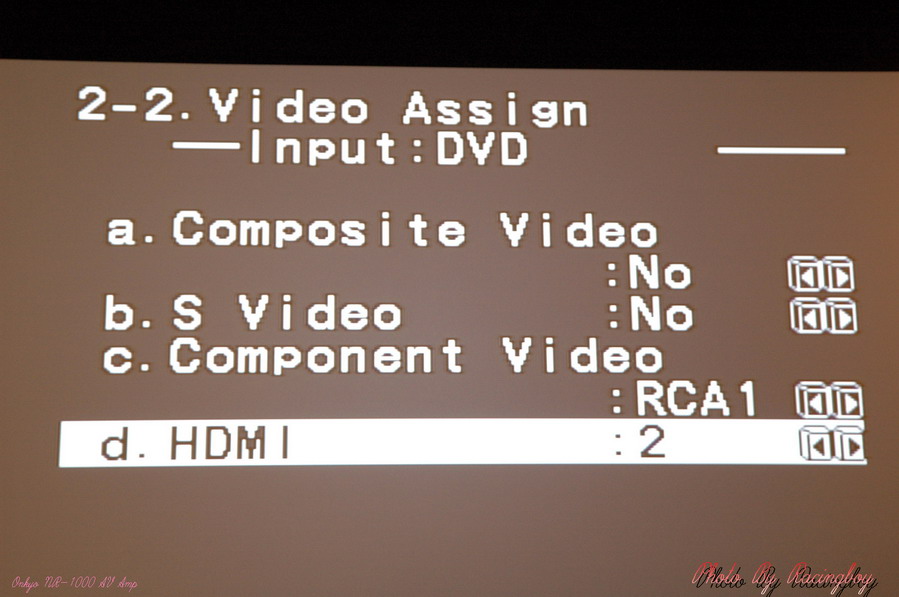 2-2.Video Assign
Input:DVD
a.Composite Video
:No
b.S Video :No
c.Component Video
:RCA1
d.HDMI :2
Onkyo NR-1000 AV Amp
Photo By Racingboy